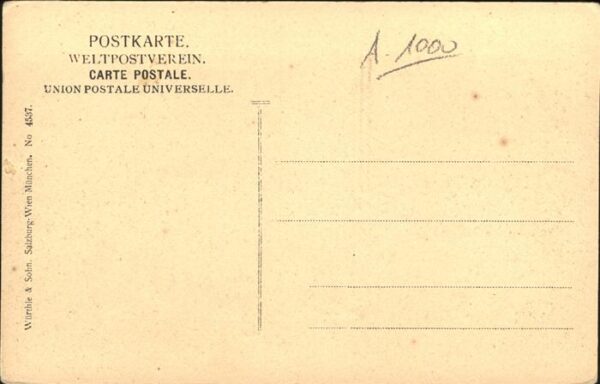 POSTKARTE.
WELTPOSTVEREIN.
CARTE POSTALE.
UNION POSTALE UNIVERSELLE.
A-1000
Würthle & Sohn. Salzburg-Wien München. No 4537.